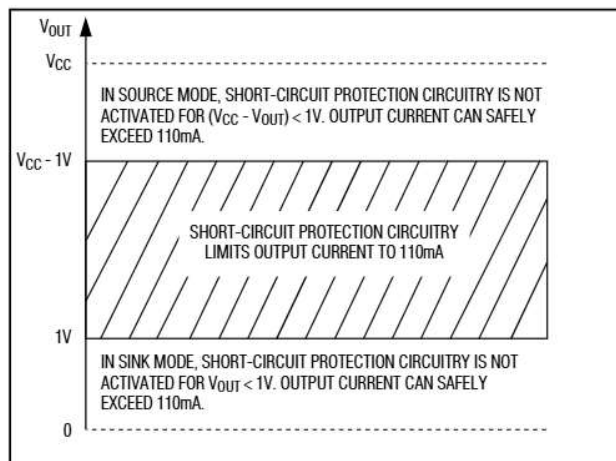 VOUT
VCC
IN SOURCE MODE, SHORT-CIRCUIT PROTECTION CIRCUITRY IS NOT
ACTIVATED FOR (VCC - VOUT) < 1V. OUTPUT CURRENT CAN SAFELY
EXCEED 110mA.
VCC - 1V
SHORT-CIRCUIT PROTECTION CIRCUITRY
LIMITS OUTPUT CURRENT TO 110mA
1V
IN SINK MODE, SHORT-CIRCUIT PROTECTION CIRCUITRY IS NOT
ACTIVATED FOR VOUT < 1V. OUTPUT CURRENT CAN SAFELY
EXCEED 110mA.
0